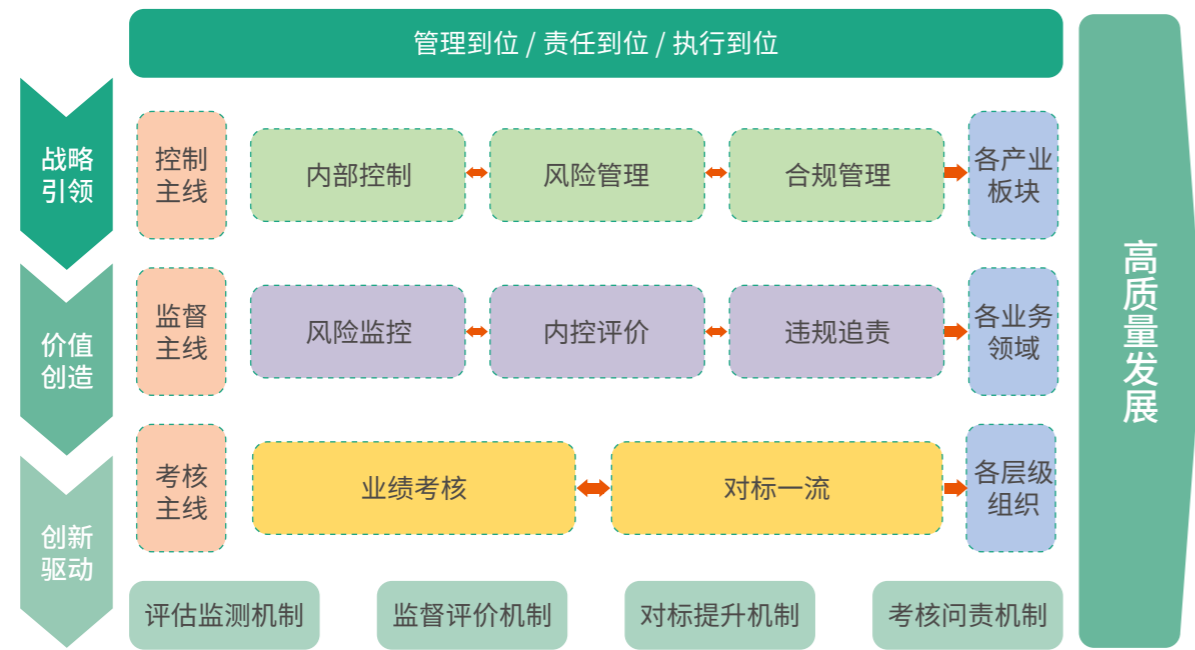 管理到位 / 责任到位 / 执行到位
战略
引领
控制
主线
内部控制
风险管理
合规管理
各产业
板块
价值
创造
监督
主线
风险监控
内控评价
违规追责
各业务
领域
创新
驱动
考核
主线
业绩考核
对标一流
各层级
组织
评估监测机制
监督评价机制
对标提升机制
考核问责机制
高质量发展